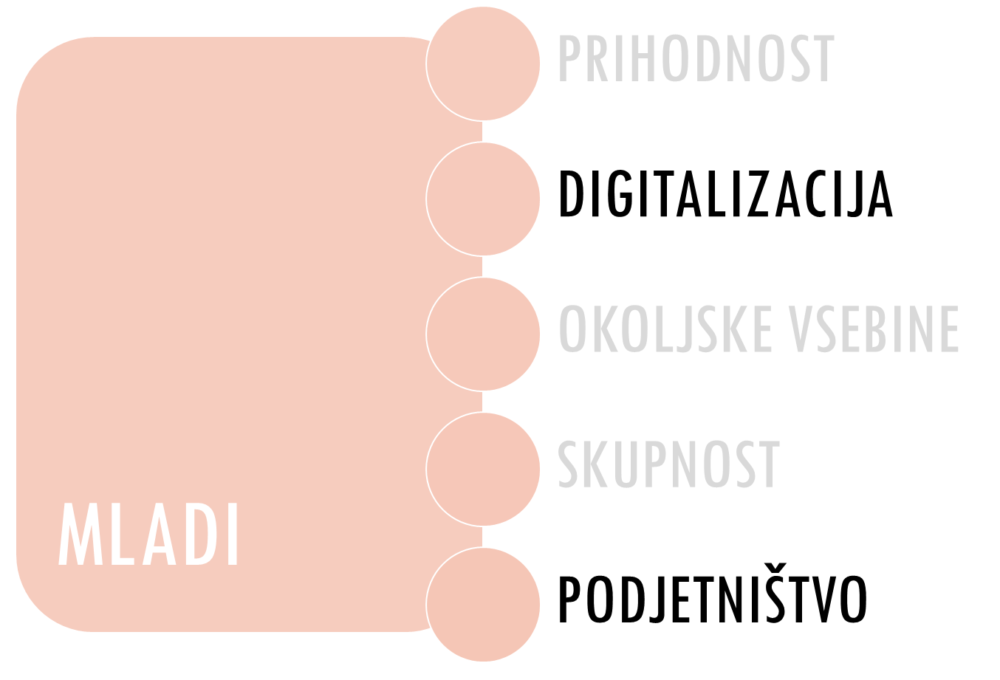 PRIHODNOST
DIGITALIZACIJA
OKOLJSKE VSEBINE
SKUPNOST
MLADI
PODJETNIŠTVO